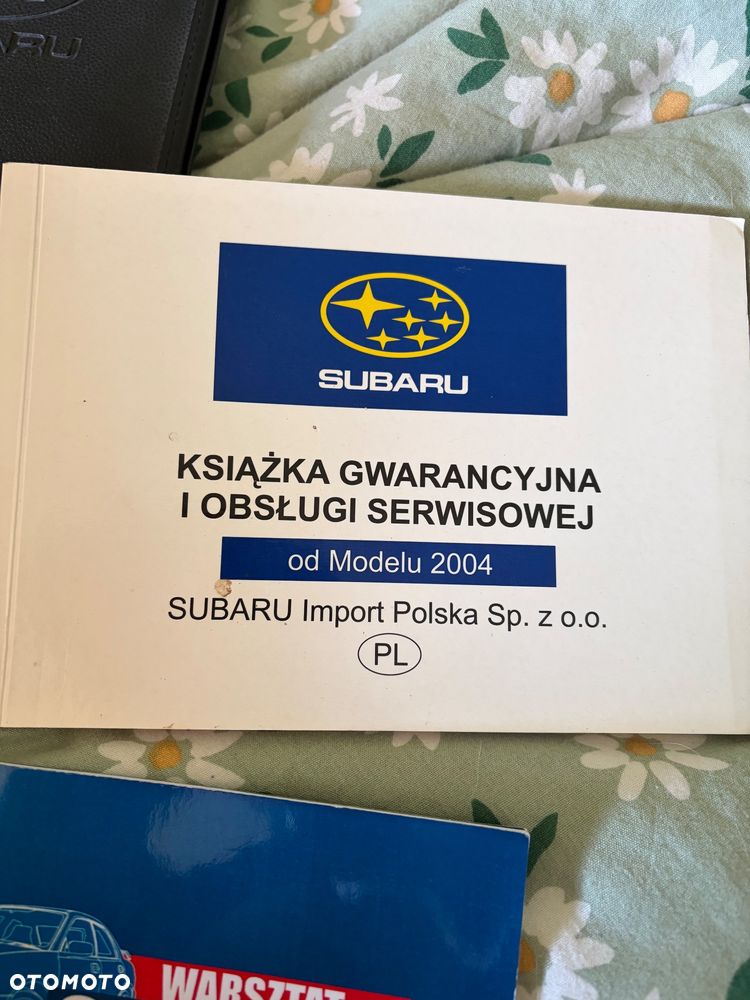 SUBARU
KSIĄŻKA GWARANCYJNA
I OBSŁUGI SERWISOWEJ
od Modelu 2004
SUBARU Import Polska Sp. z o.o.
PL
WARSZTAT
OTOMOTO